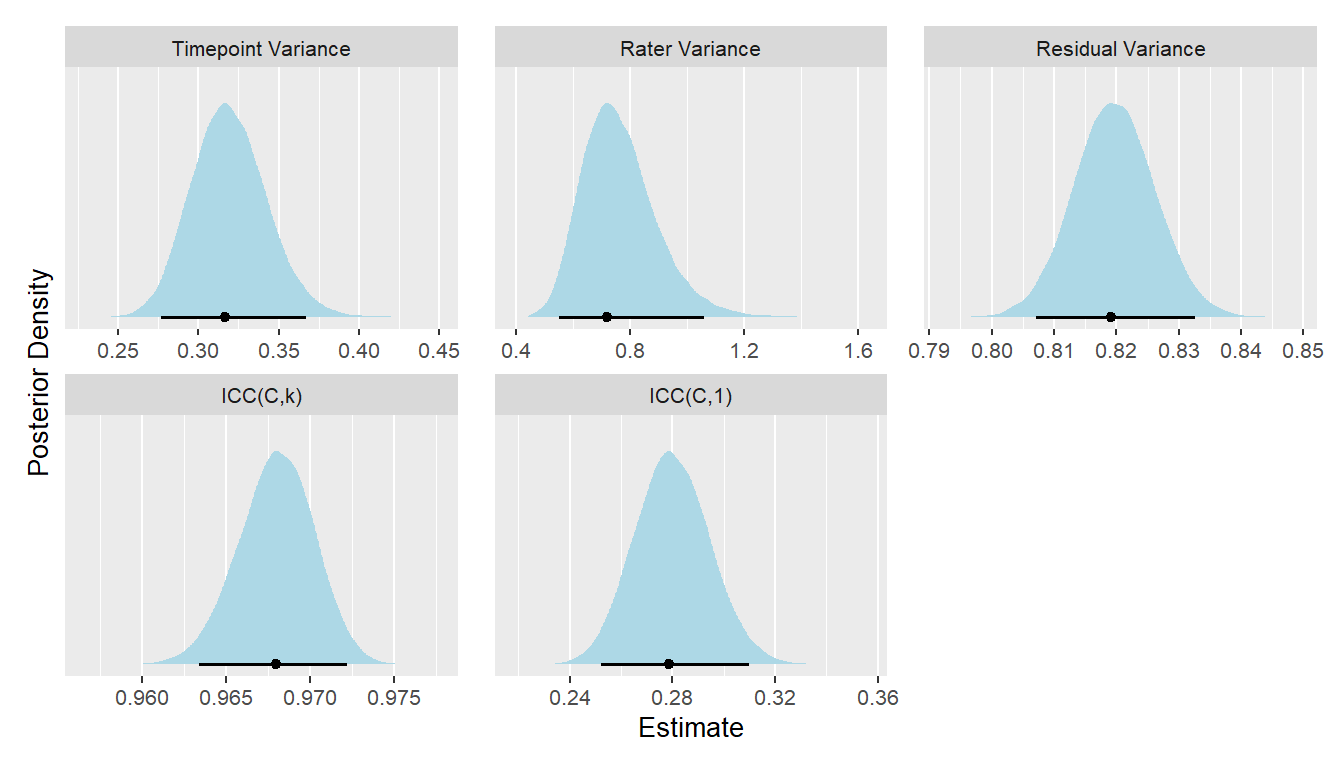 Timepoint Variance
Rater Variance
Residual Variance
0.25 0.30 0.35 0.40 0.45
0.4 0.8 1.2 1.6
0.79 0.80 0.81 0.82 0.83 0.84 0.85
Posterior Density
ICC(C,k)
ICC(C,1)
0.960 0.965 0.970 0.975
0.24 0.28 0.32 0.36
Estimate